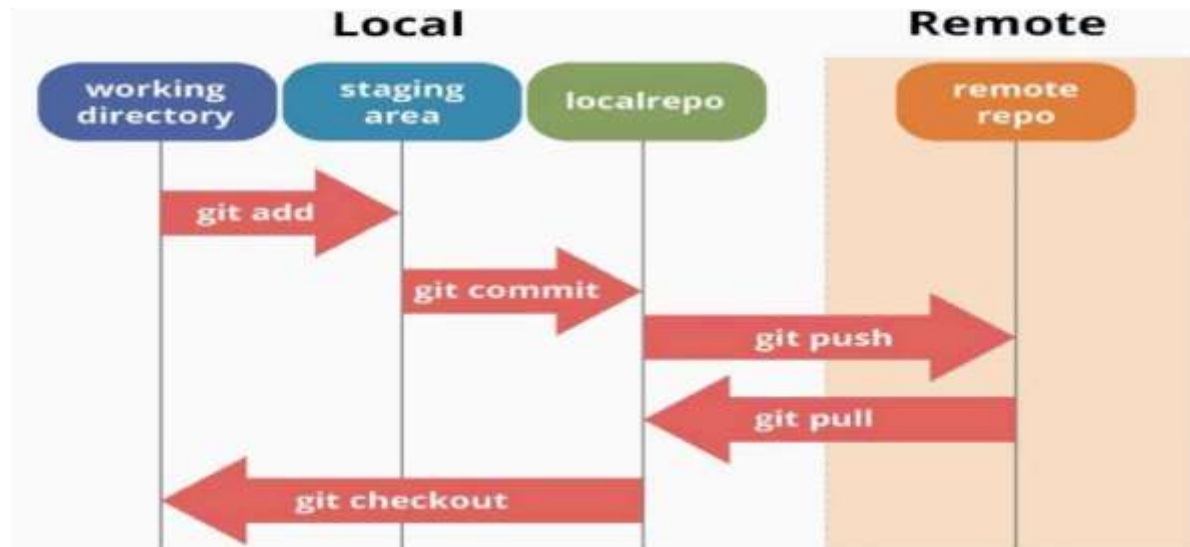 Local
Remote
working
directory
staging
area
localrepo
remote
repo
git add
git commit
git push
git pull
git checkout